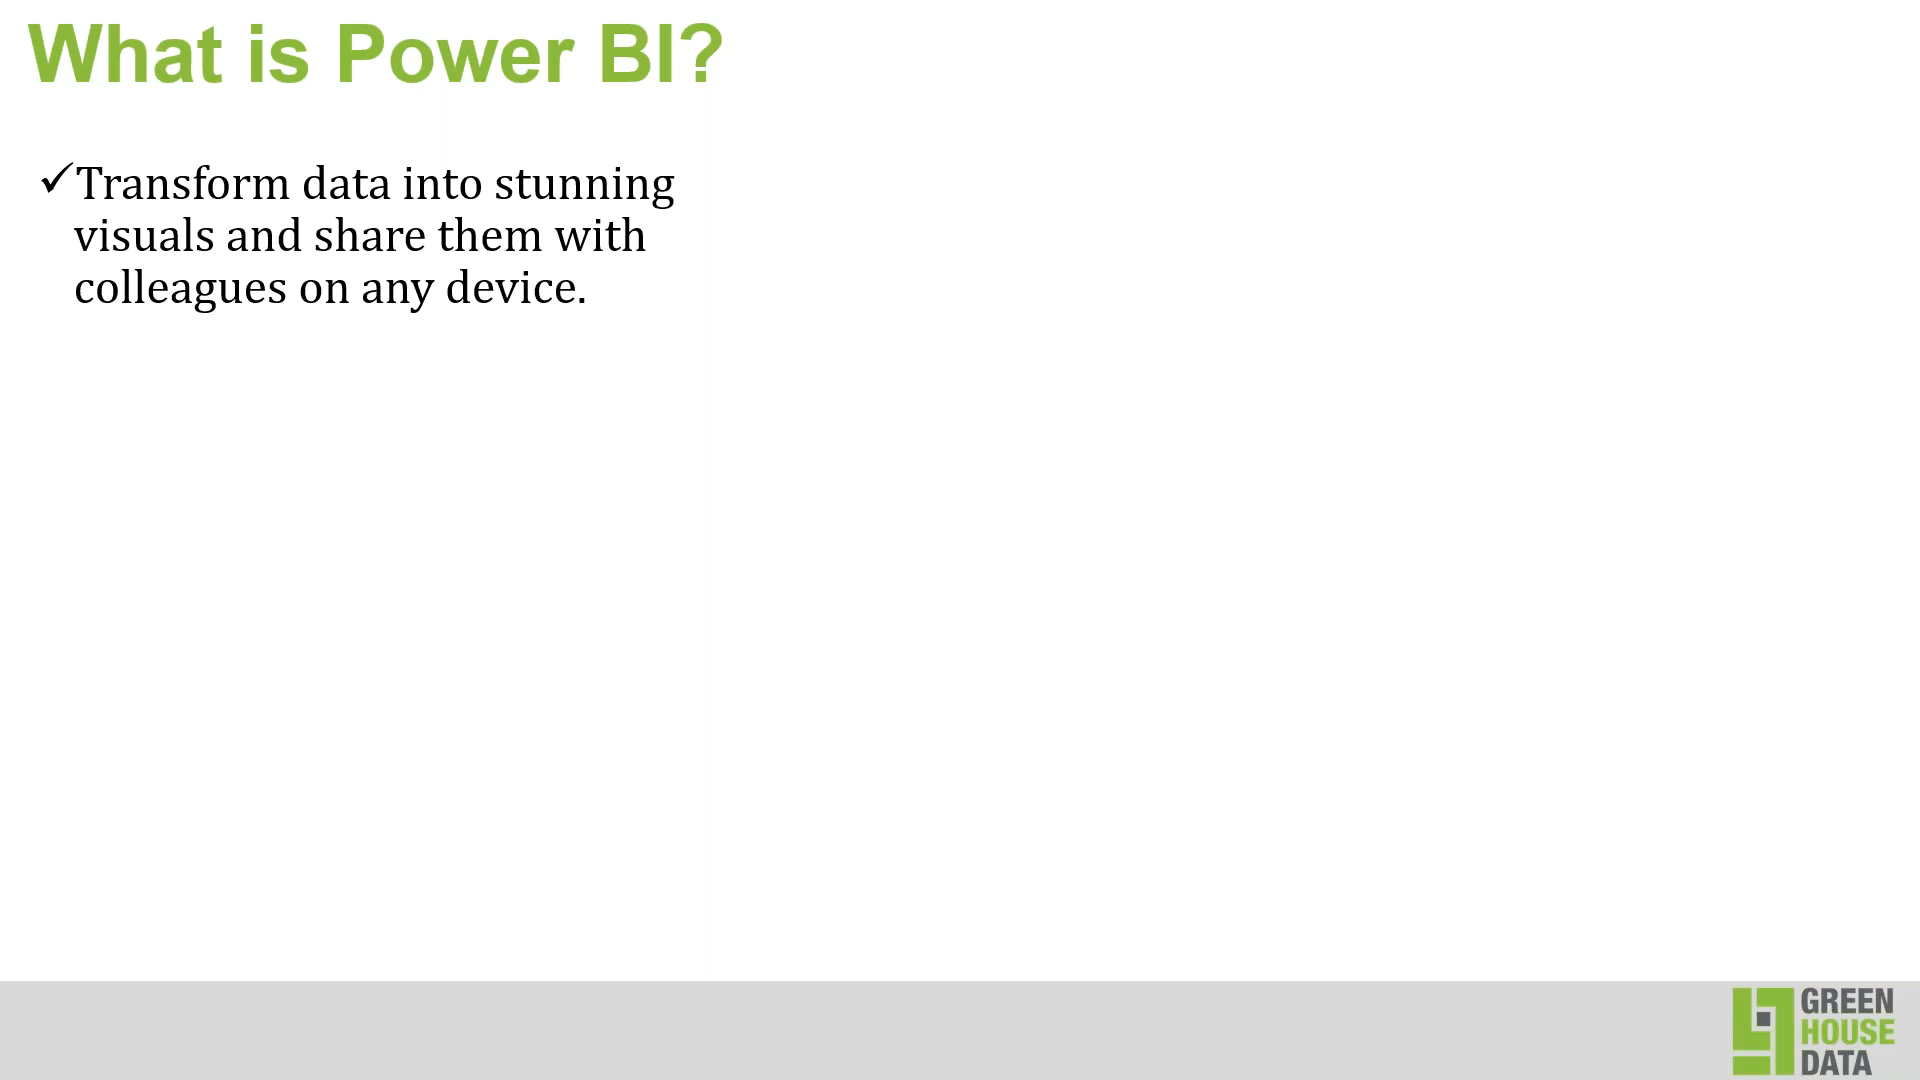 What is Power BI?
✓Transform data into stunning
visuals and share them with
colleagues on any device.
GREEN
HOUSE
DATA